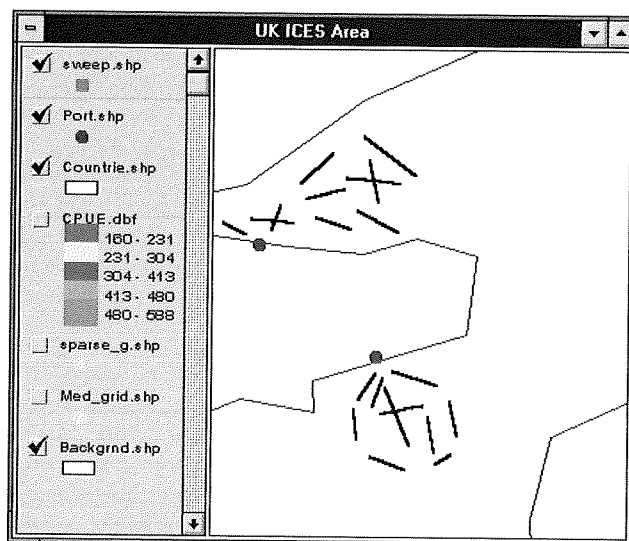 UK ICES Area
sweep.shp
Port.shp
Countrie.shp
CPUE.dbf
160 - 231
231 - 304
304 - 413
413 - 480
480 - 588
sparse_g.shp
Med_grid.shp
Backgrnd.shp